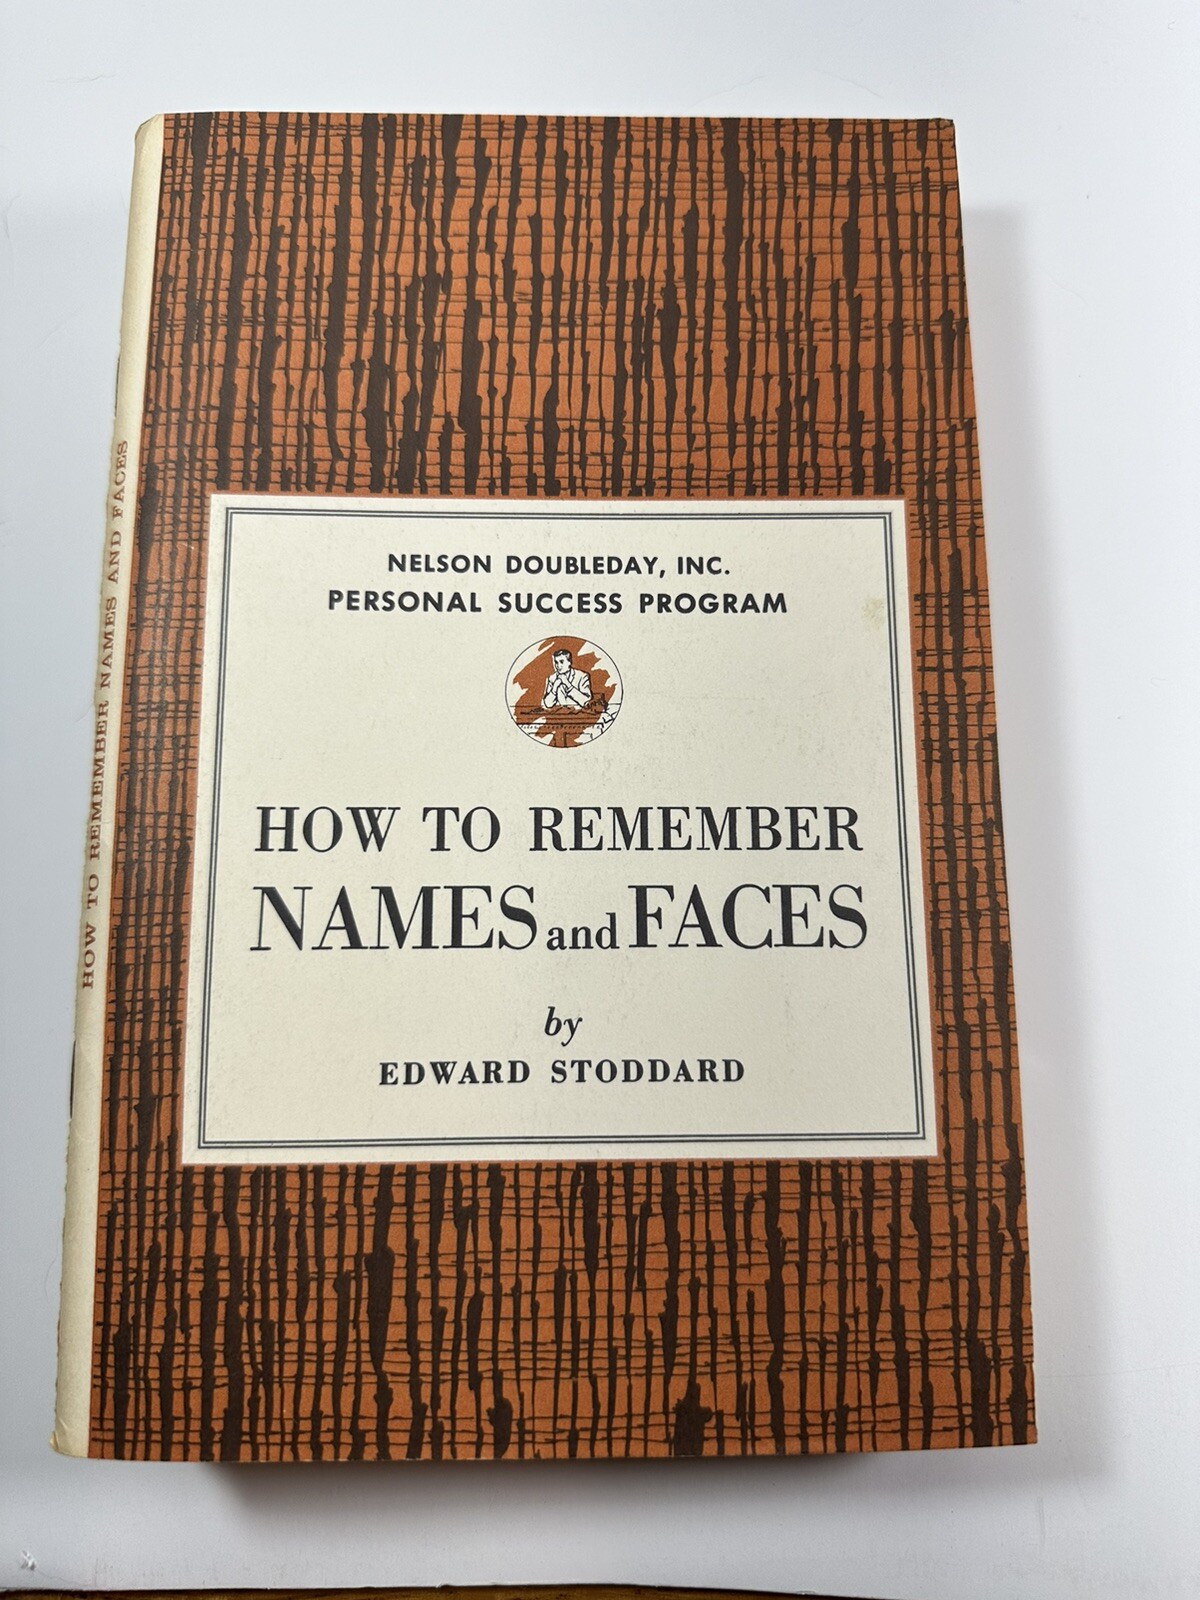 NELSON DOUBLEDAY, INC.
PERSONAL SUCCESS PROGRAM
HOW TO REMEMBER
NAMES and FACES
by
EDWARD STODDARD
HOW TO REMEMBER NAMES AND FACES